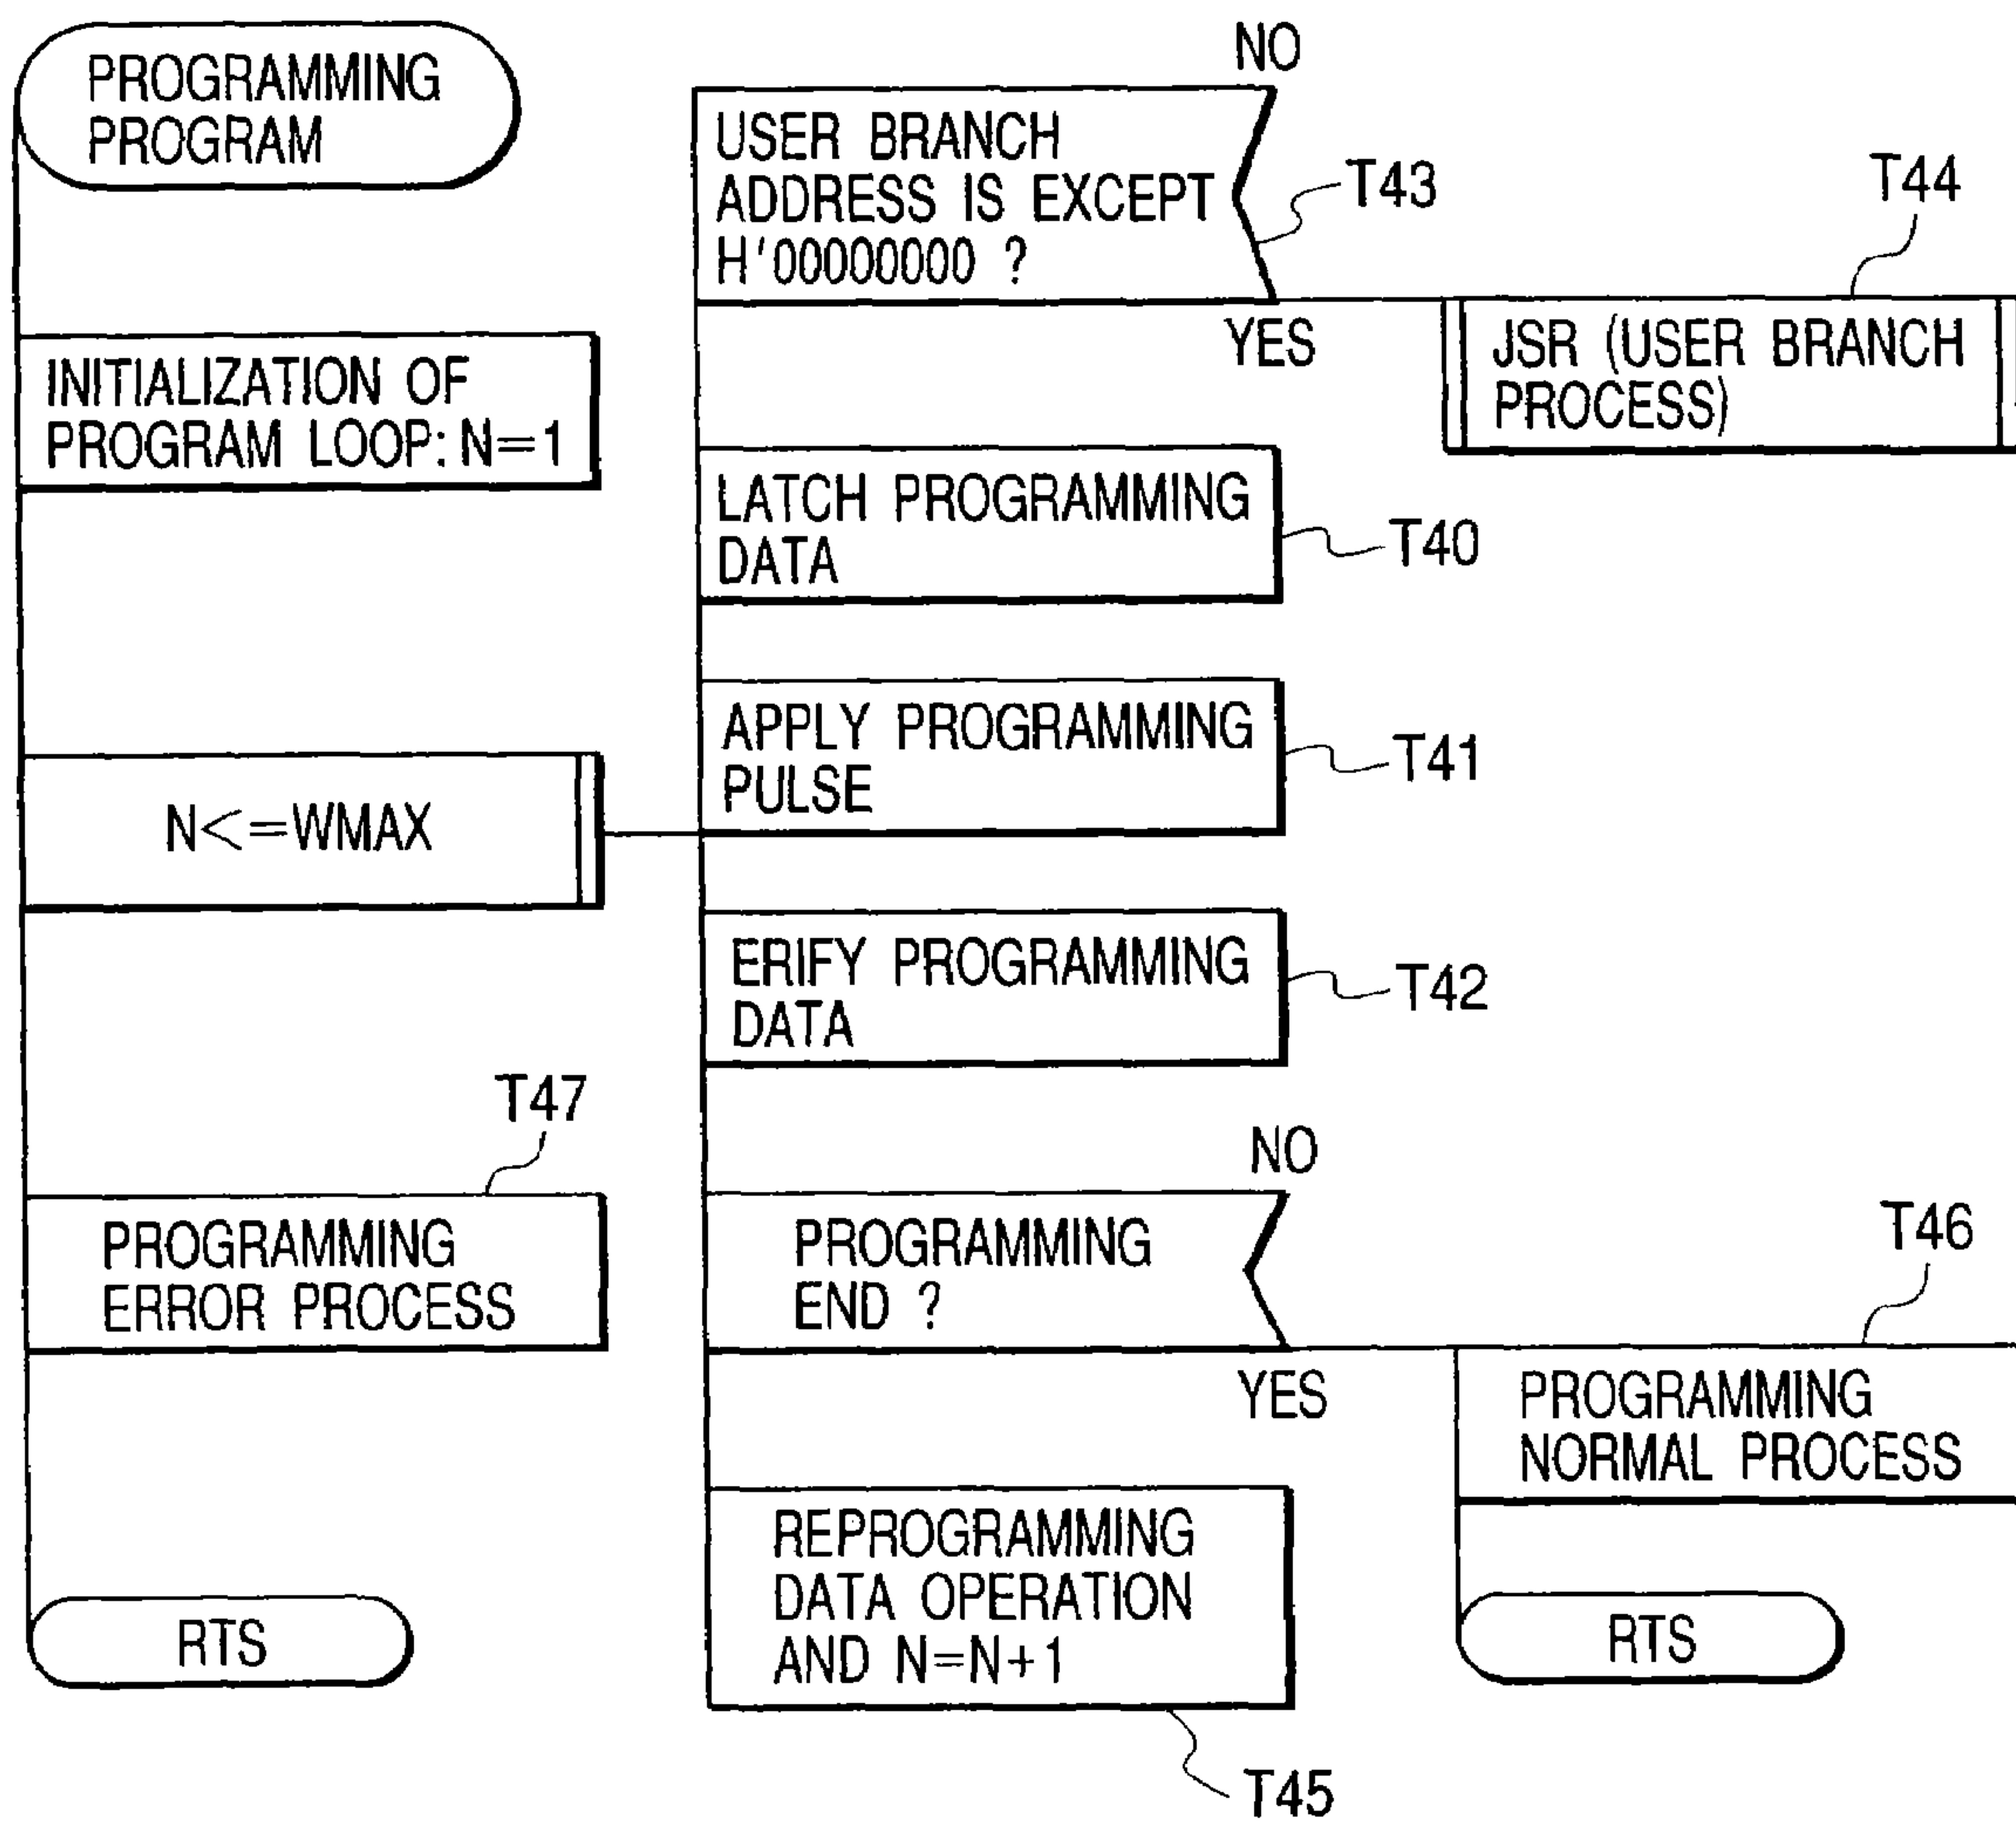 PROGRAMMING
PROGRAM
INITIALIZATION OF
PROGRAM LOOP: N=1
N<=WMAX
T47
PROGRAMMING
ERROR PROCESS
RTS
NO
USER BRANCH
ADDRESS IS EXCEPT
H'00000000 ?
T43
YES
T44
JSR (USER BRANCH
PROCESS)
LATCH PROGRAMMING
DATA
T40
APPLY PROGRAMMING
PULSE
T41
ERIFY PROGRAMMING
DATA
T42
NO
PROGRAMMING
END ?
YES
T46
PROGRAMMING
NORMAL PROCESS
RTS
REPROGRAMMING
DATA OPERATION
AND N=N+1
T45